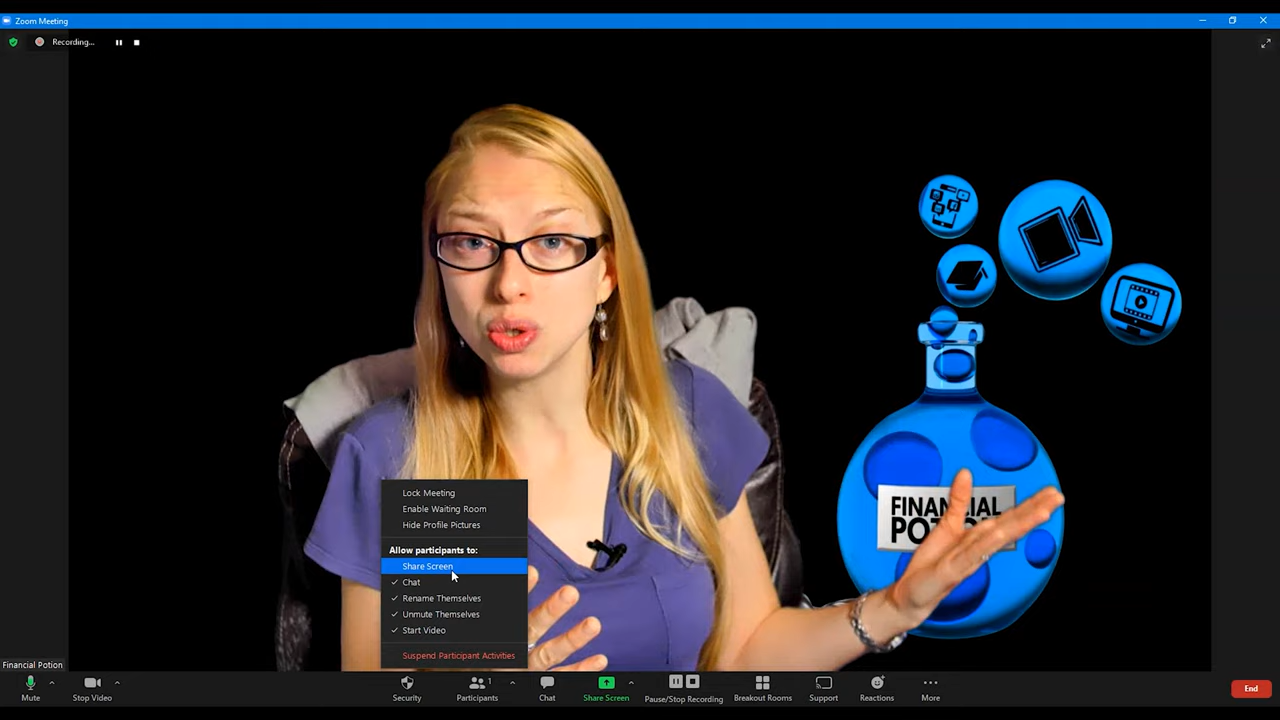 Zoom Meeting
Recording...
FINANCIAL
Lock Meeting
Enable Waiting Room
Hide Profile Pictures
Allow participants to:
Share Screen
Chat
Rename Themselves
Unmute Themselves
Start Video
Suspend Participant Activities
Financial Potion
Mute
Stop Video
Security
Participants
1
Chat
Share Screen
Pause/Stop Recording
Breakout Rooms
Support
Reactions
More
End